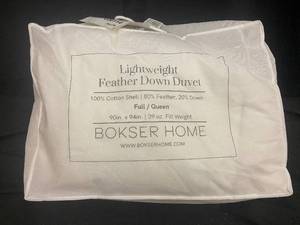 Lightweight
Feather Down Duvet
100% Cotton Shell | 80% Feather, 20% Down
Full / Queen
90in. x 94in. | 39 oz. Fill Weight
BOKSER HOME
WWW.BOKSERHOME.COM